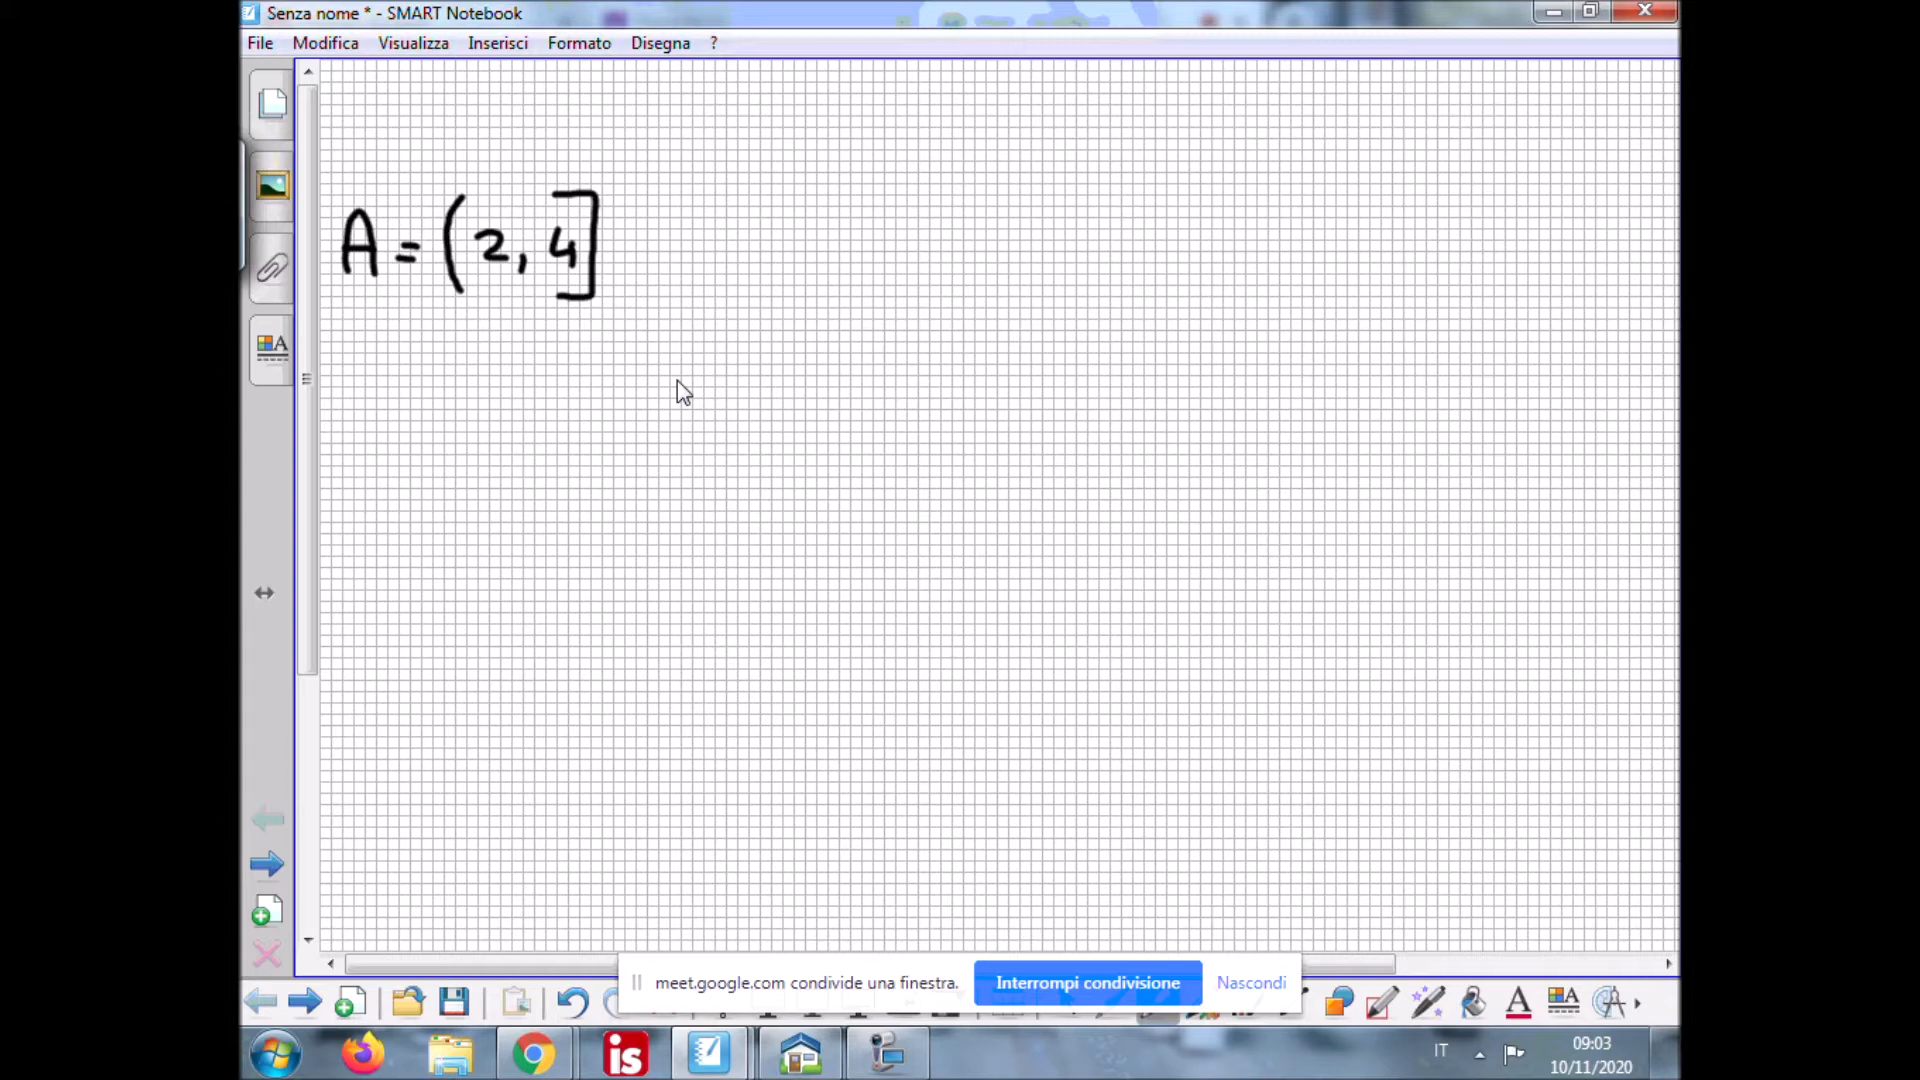 Senza nome * - SMART Notebook
File Modifica Visualizza Inserisci Formato Disegna ?
A = (2, 4]
meet.google.com condivide una finestra. Interrompi condivisione Nascondi
is
IT
09:03
10/11/2020